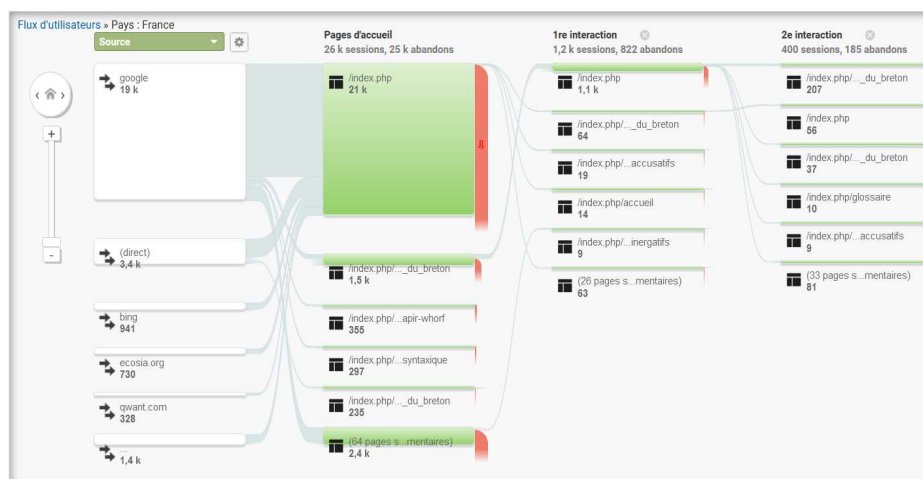 Flux d'utilisateurs » Pays : France
Source
Pages d'accueil
26 k sessions, 25 k abandons
1re interaction
1,2 k sessions, 822 abandons
2e interaction
400 sessions, 185 abandons
google
19 k
(direct)
3,4 k
bing
941
ecosia.org
730
qwant.com
328
...
1,4 k
/index.php
21 k
/index.php/..._du_breton
1,5 k
/index.php/...apir-whorf
355
/index.php/...syntaxique
297
/index.php/..._du_breton
235
(64 pages s...mentaires)
2,4 k
/index.php
1,1 k
/index.php/..._du_breton
64
/index.php/...accusatifs
19
/index.php/accueil
14
/index.php/...inergatifs
9
(26 pages s...mentaires)
63
/index.php/..._du_breton
207
/index.php
56
/index.php/..._du_breton
37
/index.php/glossaire
10
/index.php/...accusatifs
9
(33 pages s...mentaires)
81